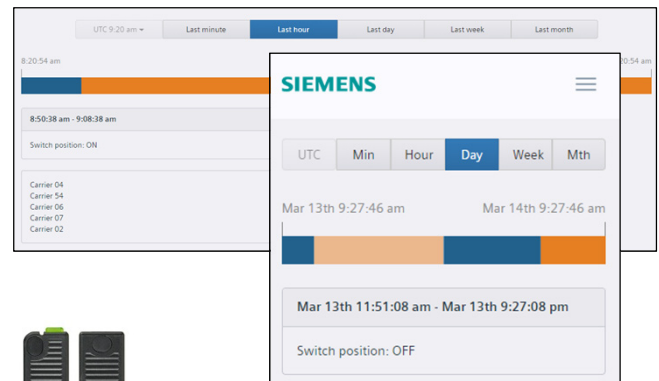 UTC 9:20 am Last minute Last hour Last day Last week Last month
8:20:54 am
20:54 am
8:50:38 am - 9:08:38 am
Switch position: ON
Carrier 04
Carrier 54
Carrier 06
Carrier 07
Carrier 02
SIEMENS
UTC Min Hour Day Week Mth
Mar 13th 9:27:46 am Mar 14th 9:27:46 am
Mar 13th 11:51:08 am - Mar 13th 9:27:08 pm
Switch position: OFF